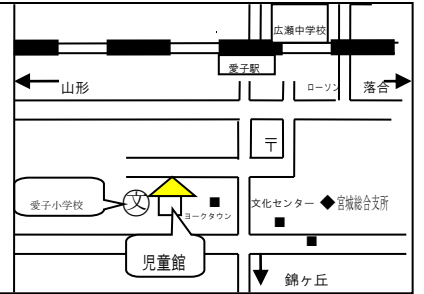 広瀬中学校
愛子駅
山形
ローソン
落合
〒
愛子小学校
文
ヨークタウン
文化センター
宮城総合支所
児童館
錦ヶ丘